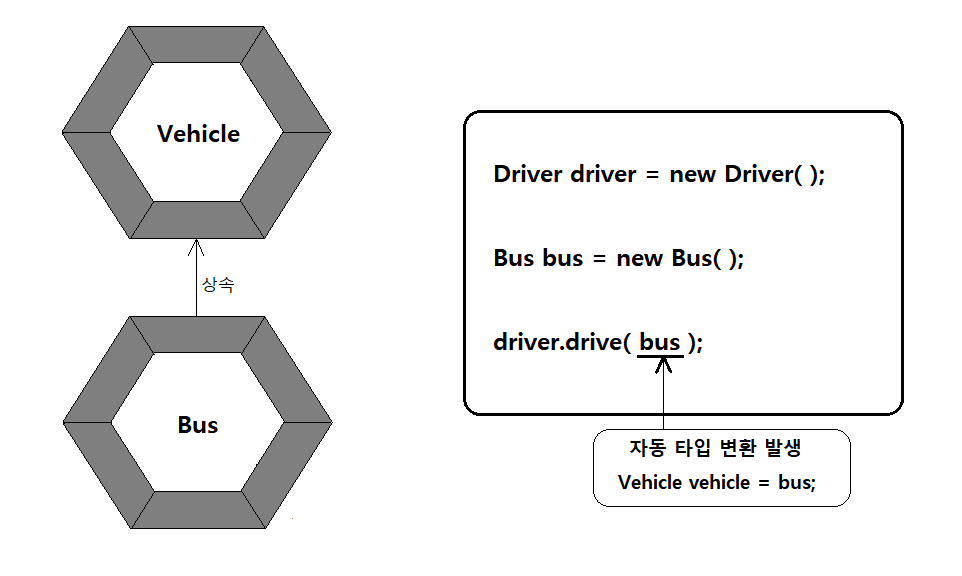 Vehicle
상속
Bus
Driver driver = new Driver( );
Bus bus = new Bus( );
driver.drive( bus );
자동 타입 변환 발생
Vehicle vehicle = bus;